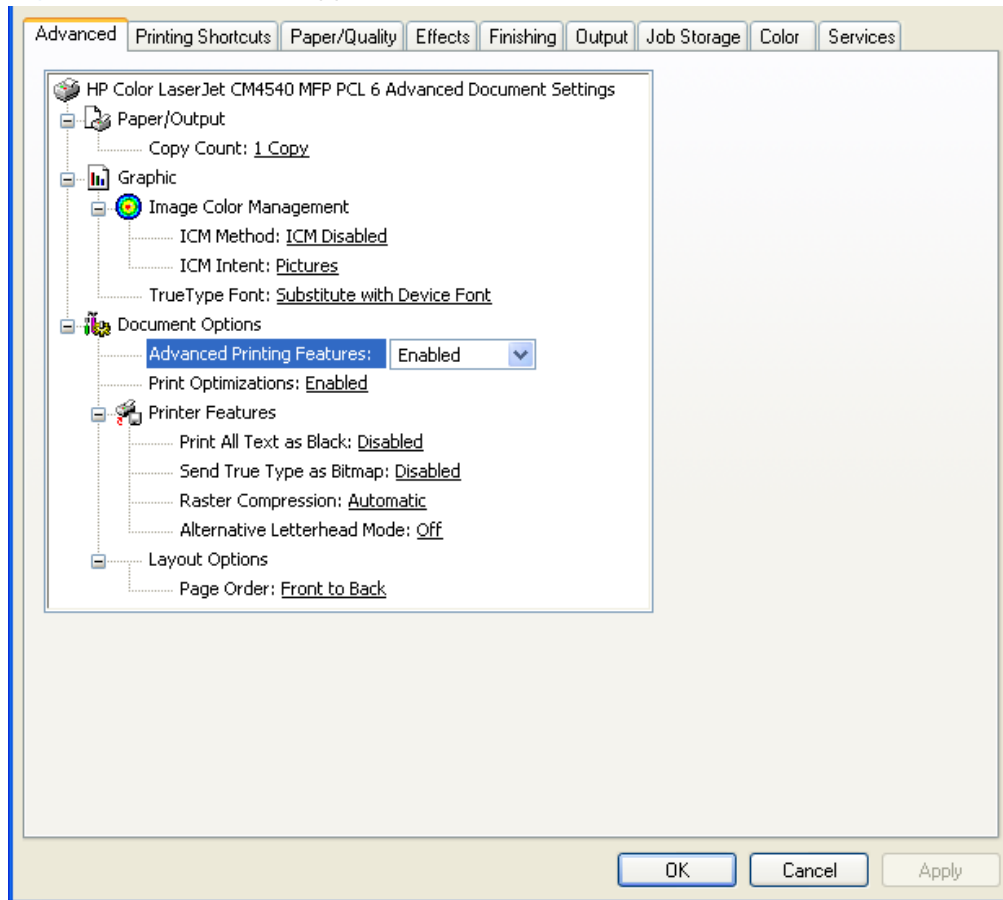 Advanced Printing Shortcuts Paper/Quality Effects Finishing Output Job Storage Color Services
HP Color LaserJet CM4540 MFP PCL 6 Advanced Document Settings
Paper/Output
Copy Count: 1 Copy
Graphic
Image Color Management
ICM Method: ICM Disabled
ICM Intent: Pictures
TrueType Font: Substitute with Device Font
Document Options
Advanced Printing Features: Enabled
Print Optimizations: Enabled
Printer Features
Print All Text as Black: Disabled
Send True Type as Bitmap: Disabled
Raster Compression: Automatic
Alternative Letterhead Mode: Off
Layout Options
Page Order: Front to Back
OK Cancel Apply